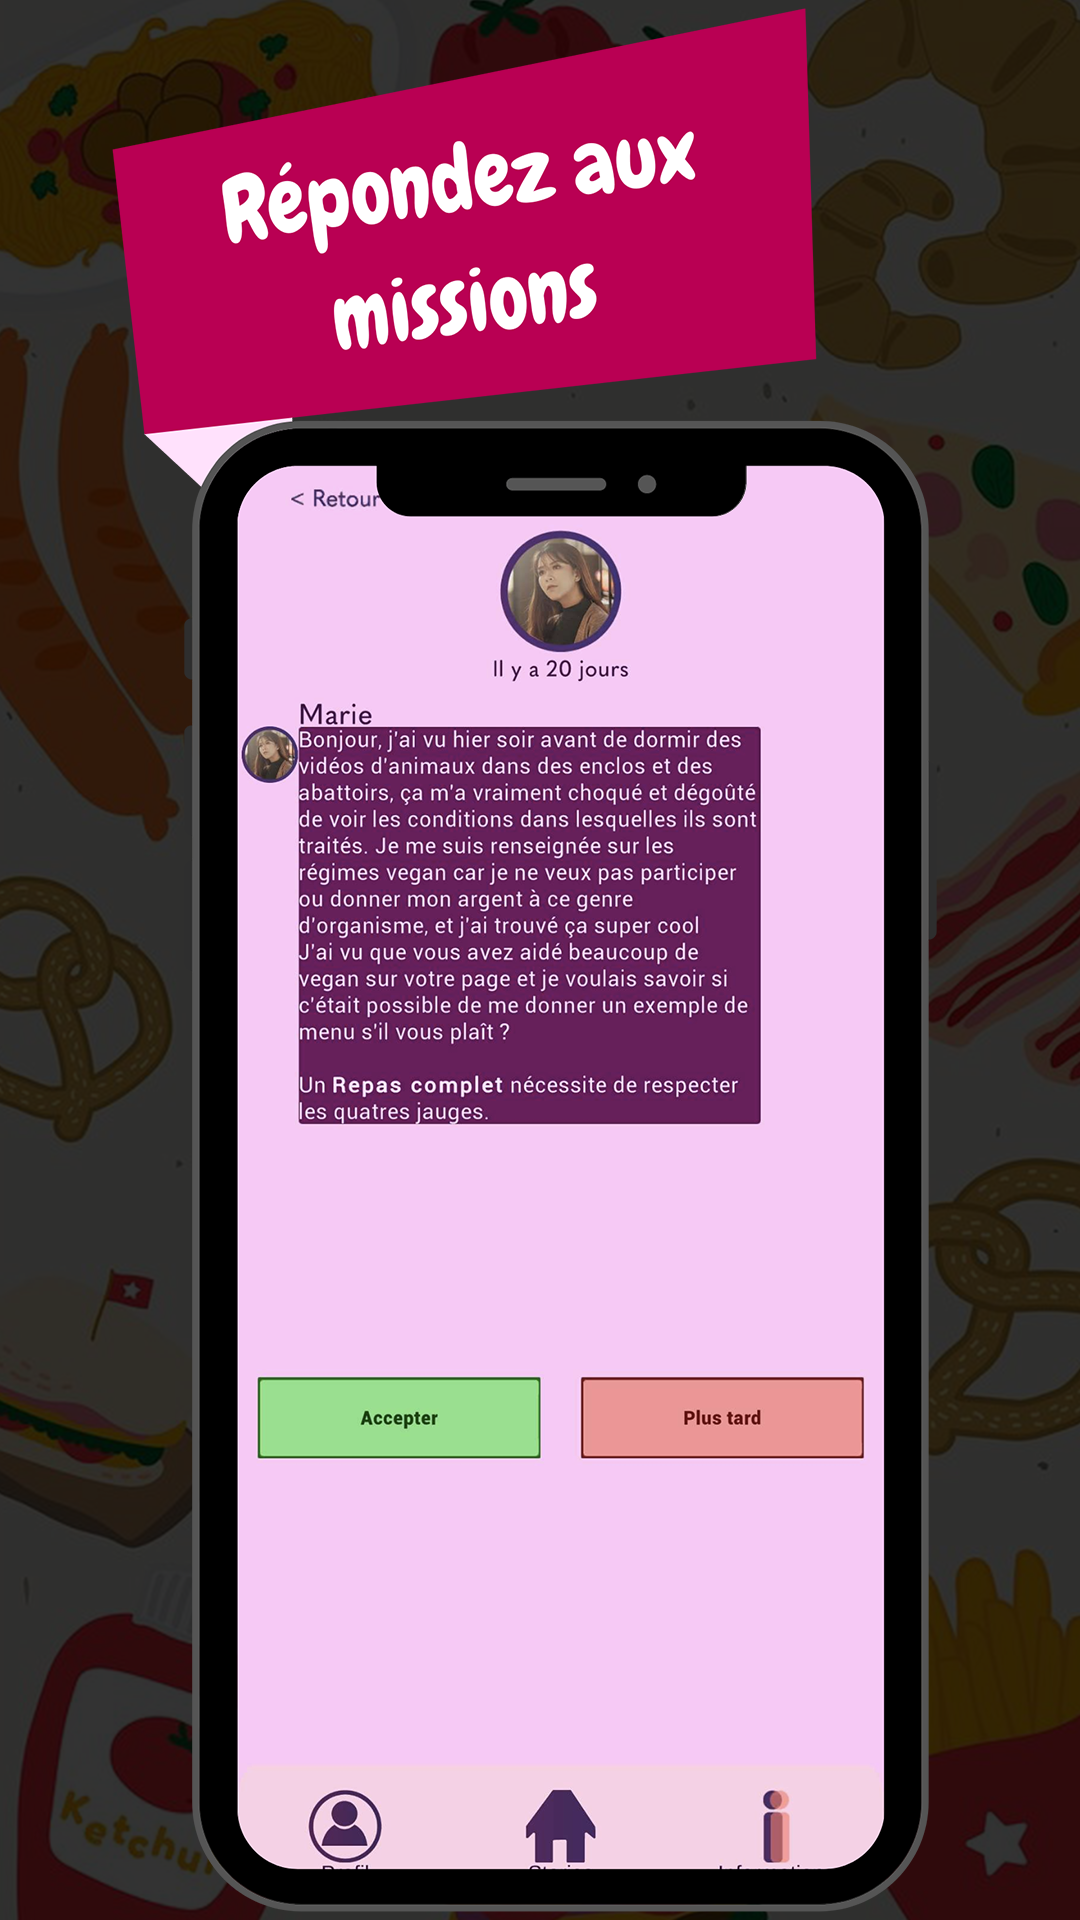 Répondez aux
missions
< Retour
Il y a 20 jours
Marie
Bonjour, j'ai vu hier soir avant de dormir des
vidéos d'animaux dans des enclos et des
abattoirs, ça m'a vraiment choqué et dégoûté
de voir les conditions dans lesquelles ils sont
traités. Je me suis renseignée sur les
régimes vegan car je ne veux pas participer
ou donner mon argent à ce genre
d'organisme, et j'ai trouvé ça super cool
J'ai vu que vous avez aidé beaucoup de
vegan sur votre page et je voulais savoir si
c'était possible de me donner un exemple de
menu s'il vous plaît ?
Un Repas complet nécessite de respecter
les quatres jauges.
Accepter
Plus tard